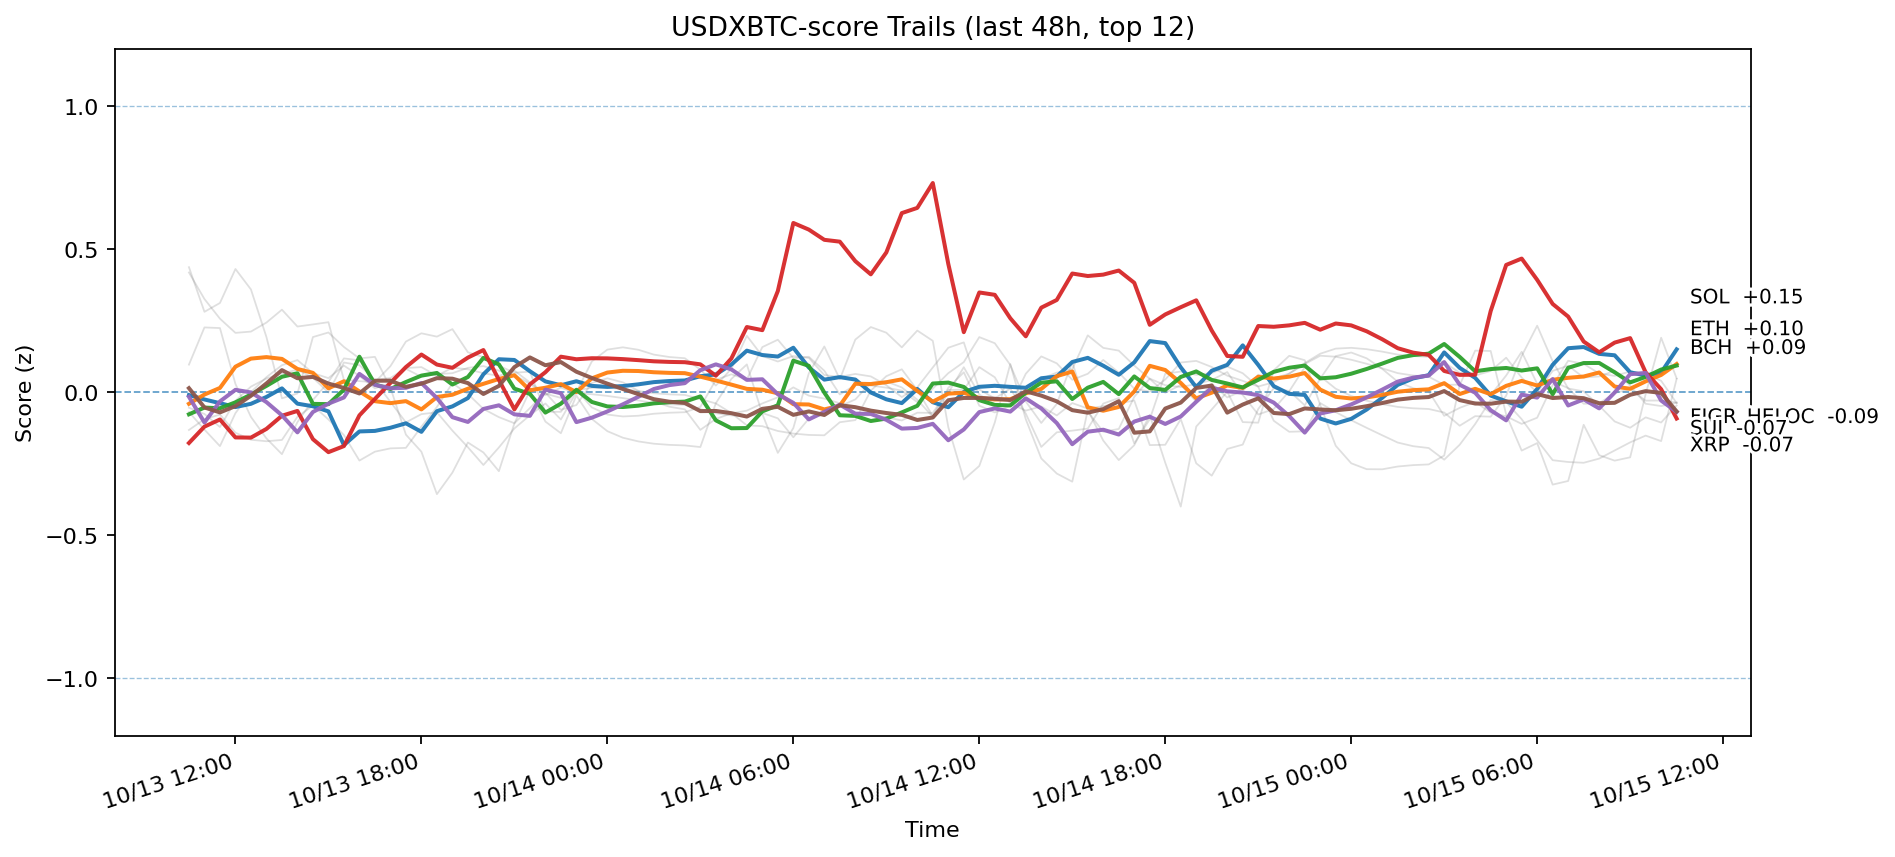 USDXBTC-score Trails (last 48h, top 12)
Score (z)
1.0
0.5
0.0
−0.5
−1.0
SOL +0.15
ETH +0.10
BCH +0.09
FIGR_HELOC -0.09
SUI -0.07
XRP -0.07
10/13 12:00
10/13 18:00
10/14 00:00
10/14 06:00
10/14 12:00
10/14 18:00
10/15 00:00
10/15 06:00
10/15 12:00
Time